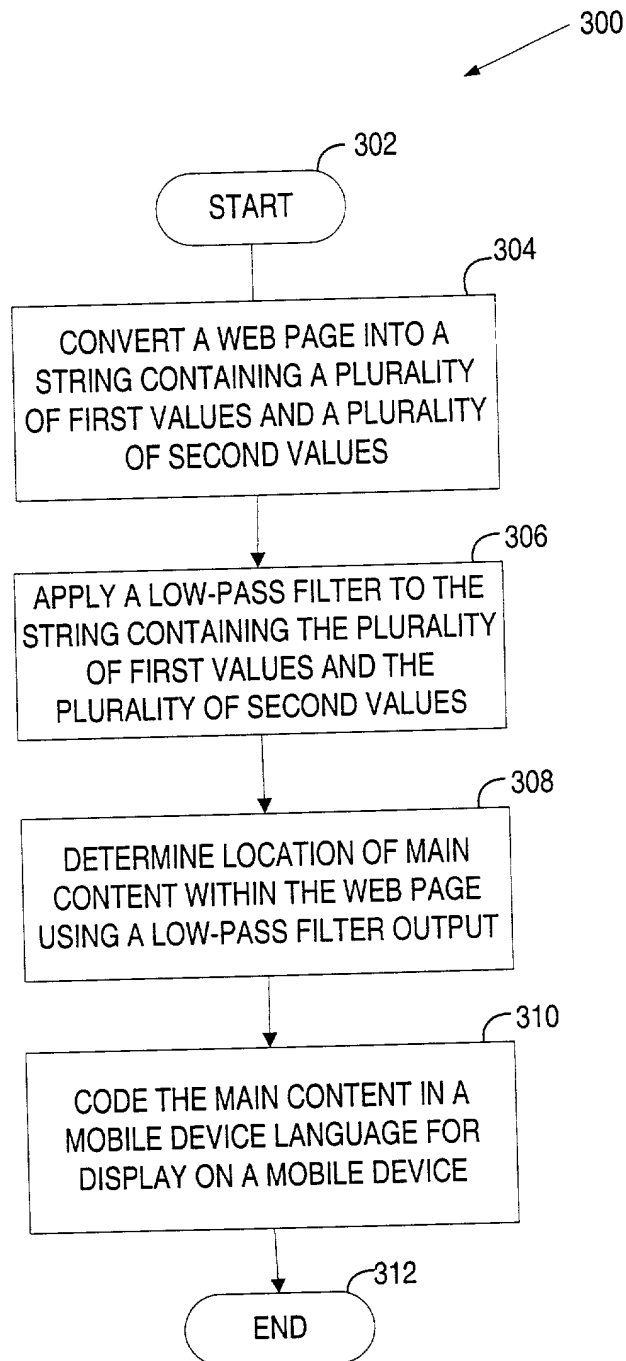 300
302
START
304
CONVERT A WEB PAGE INTO A
STRING CONTAINING A PLURALITY
OF FIRST VALUES AND A PLURALITY
OF SECOND VALUES
306
APPLY A LOW-PASS FILTER TO THE
STRING CONTAINING THE PLURALITY
OF FIRST VALUES AND THE
PLURALITY OF SECOND VALUES
308
DETERMINE LOCATION OF MAIN
CONTENT WITHIN THE WEB PAGE
USING A LOW-PASS FILTER OUTPUT
310
CODE THE MAIN CONTENT IN A
MOBILE DEVICE LANGUAGE FOR
DISPLAY ON A MOBILE DEVICE
312
END